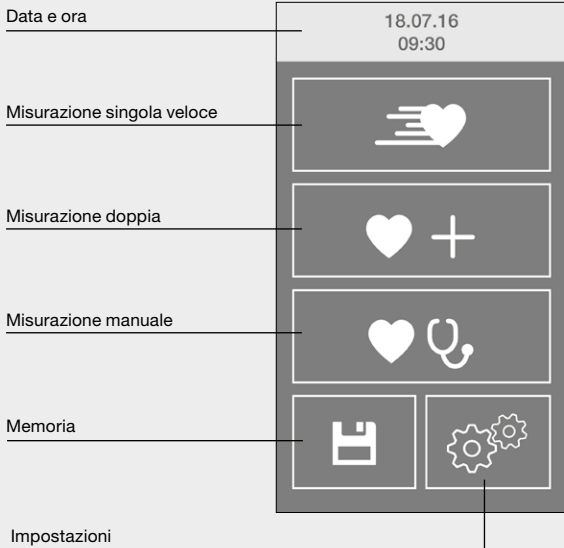 Data e ora
18.07.16
09:30
Misurazione singola veloce
Misurazione doppia
Misurazione manuale
Memoria
Impostazioni